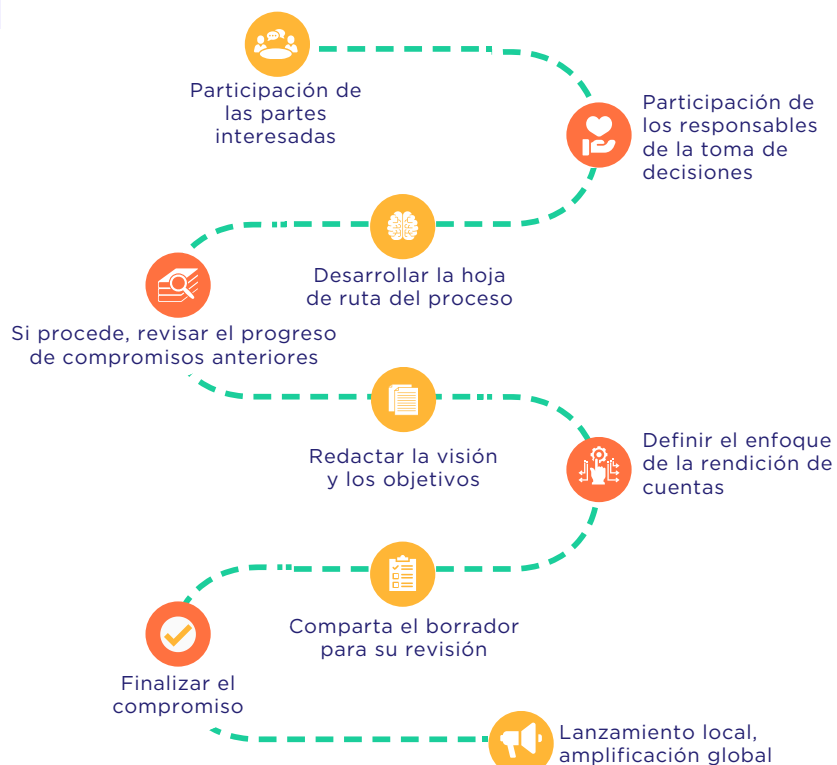 Participación de
las partes
interesadas
Participación de
los responsables
de la toma de
decisiones
Desarrollar la hoja
de ruta del proceso
Si procede, revisar el progreso
de compromisos anteriores
Redactar la visión
y los objetivos
Definir el enfoque
de la rendición de
cuentas
Comparta el borrador
para su revisión
Finalizar el
compromiso
Lanzamiento local,
amplificación global